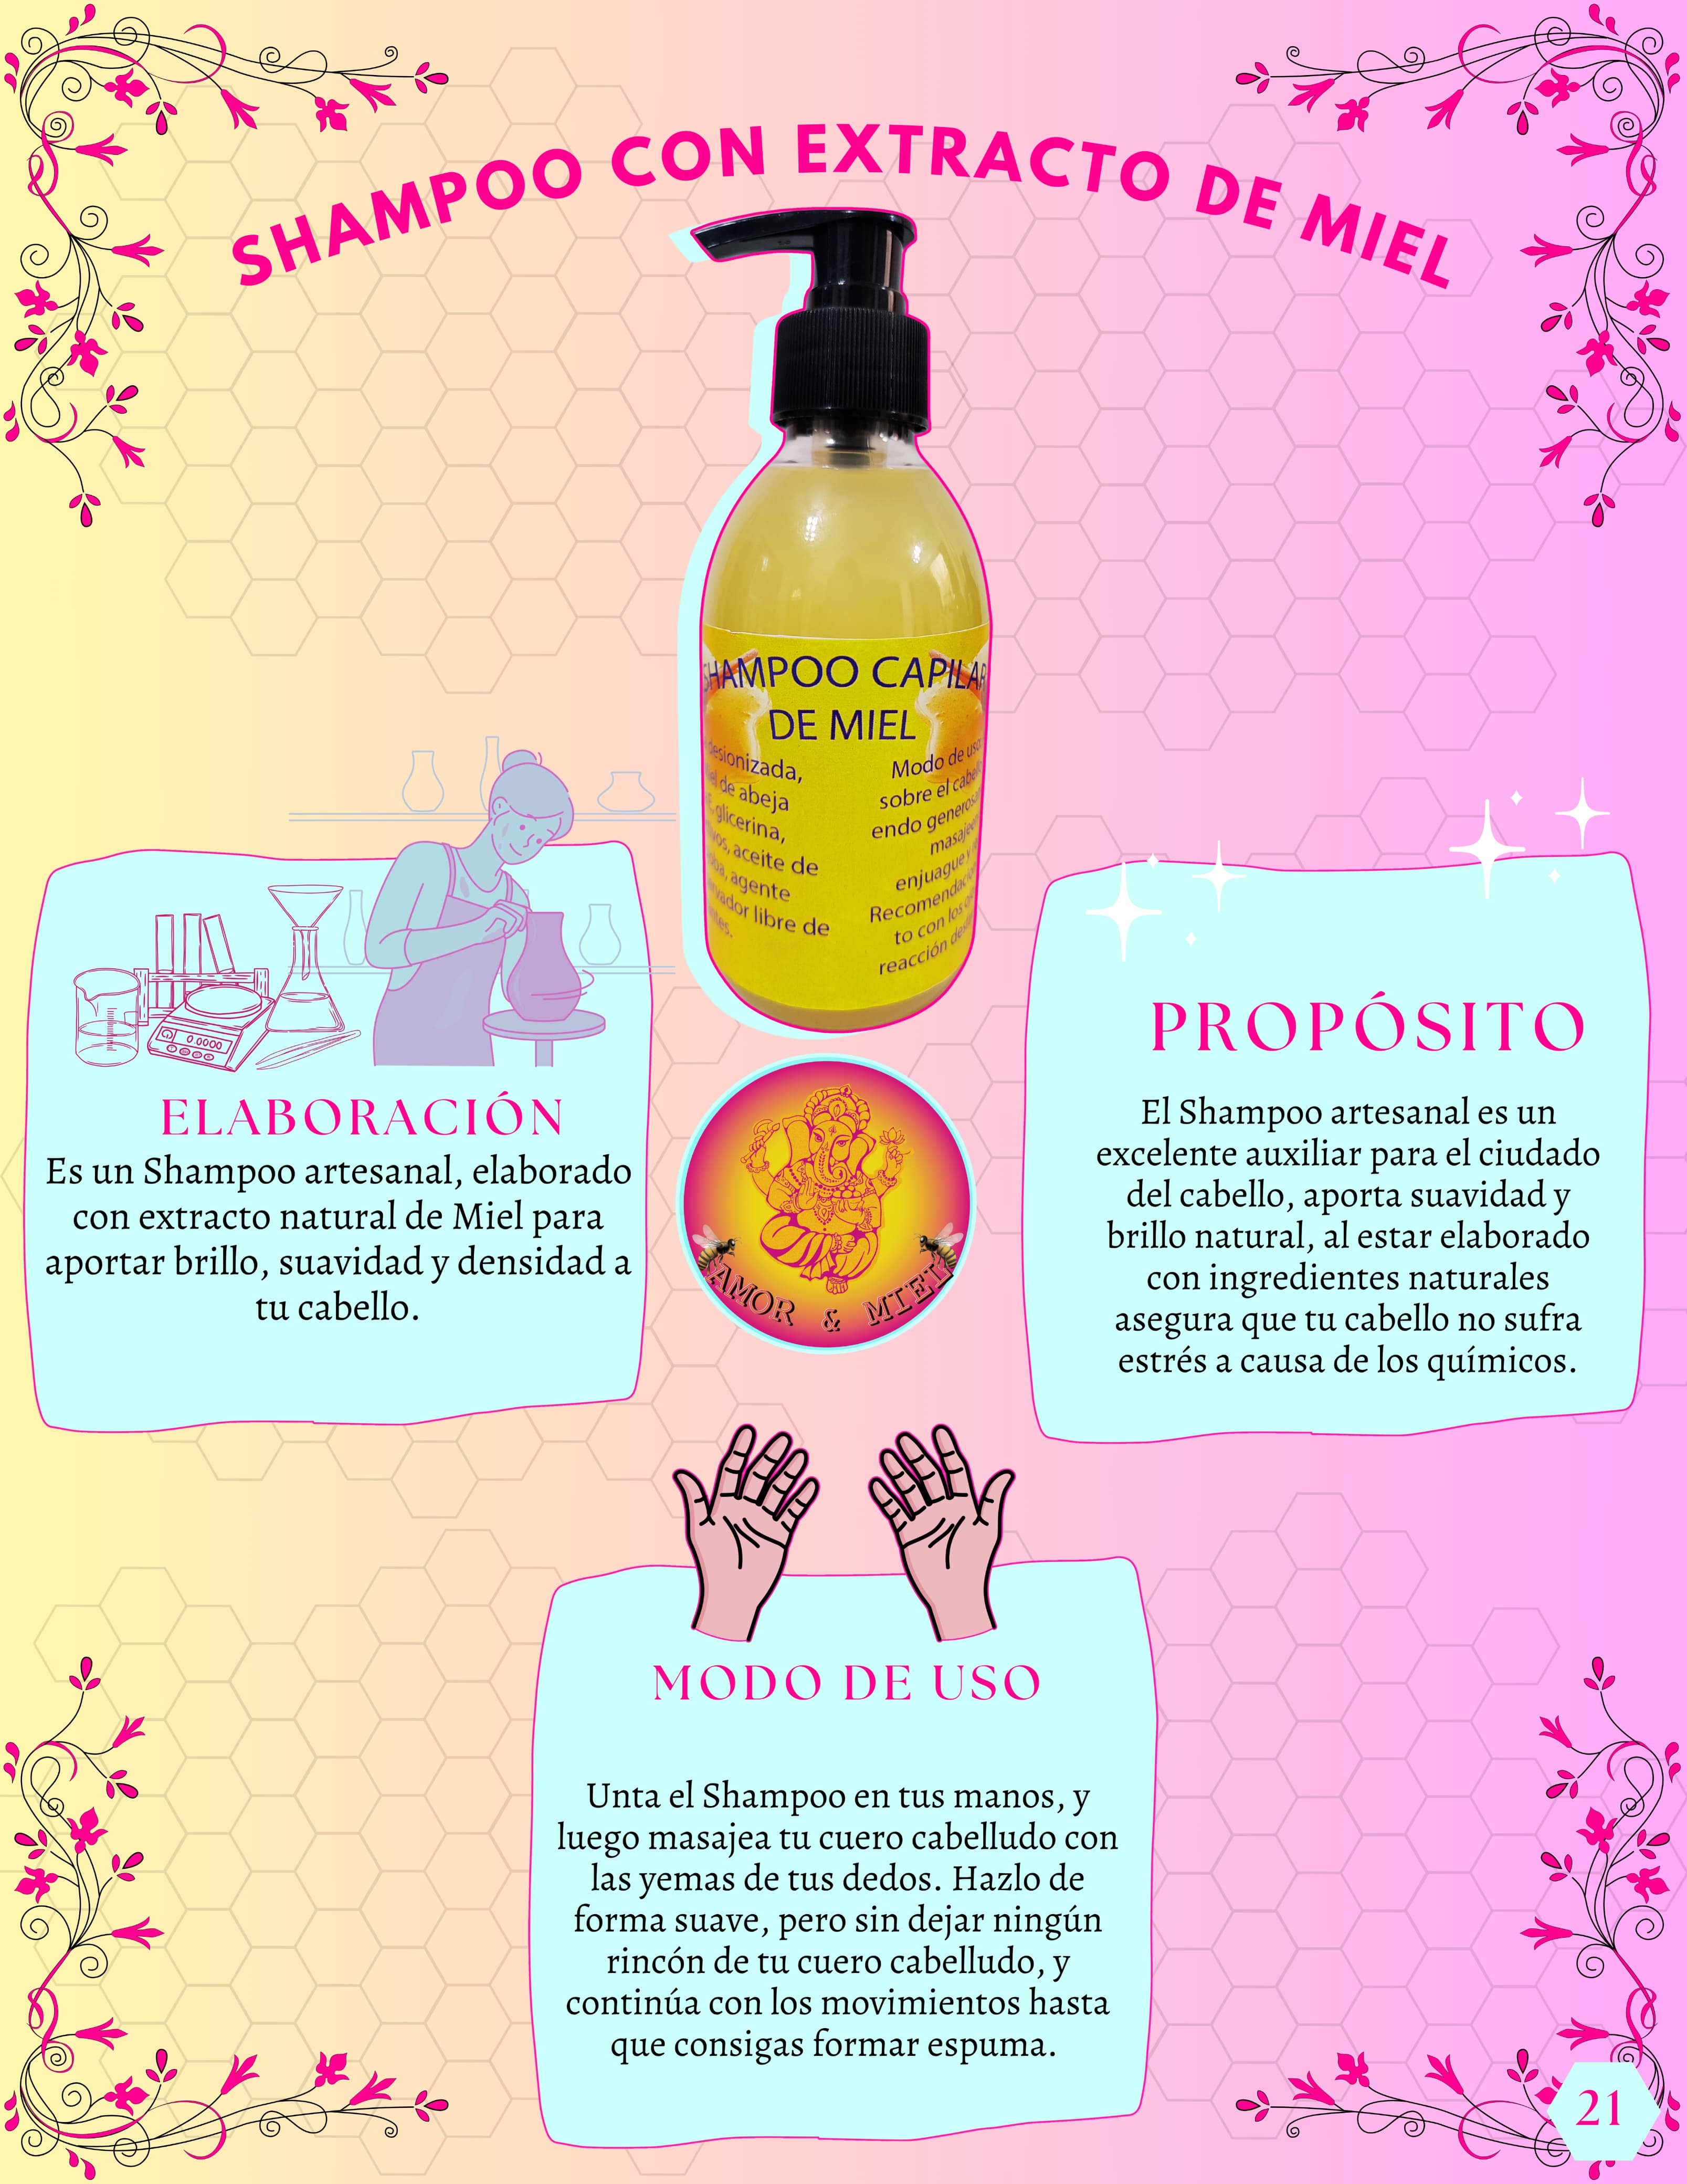 SHAMPOO CON EXTRACTO DE MIEL
SHAMPOO CAPILAR
DE MIEL
desionizada,
de abeja
glicerina,
aceite de
agente
libre de
Modo de uso
sobre el
endo
enjuague y
to con los
reacción
0.0000
ELABORACIÓN
Es un Shampoo artesanal, elaborado
con extracto natural de Miel para
aportar brillo, suavidad y densidad a
tu cabello.
AMOR & MIEL
PROPÓSITO
El Shampoo artesanal es un
excelente auxiliar para el ciudado
del cabello, aporta suavidad y
brillo natural, al estar elaborado
con ingredientes naturales
asegura que tu cabello no sufra
estrés a causa de los químicos.
MODO DE USO
Unta el Shampoo en tus manos, y
luego masajea tu cuero cabelludo con
las yemas de tus dedos. Hazlo de
forma suave, pero sin dejar ningún
rincón de tu cuero cabelludo, y
continúa con los movimientos hasta
que consigas formar espuma.
21